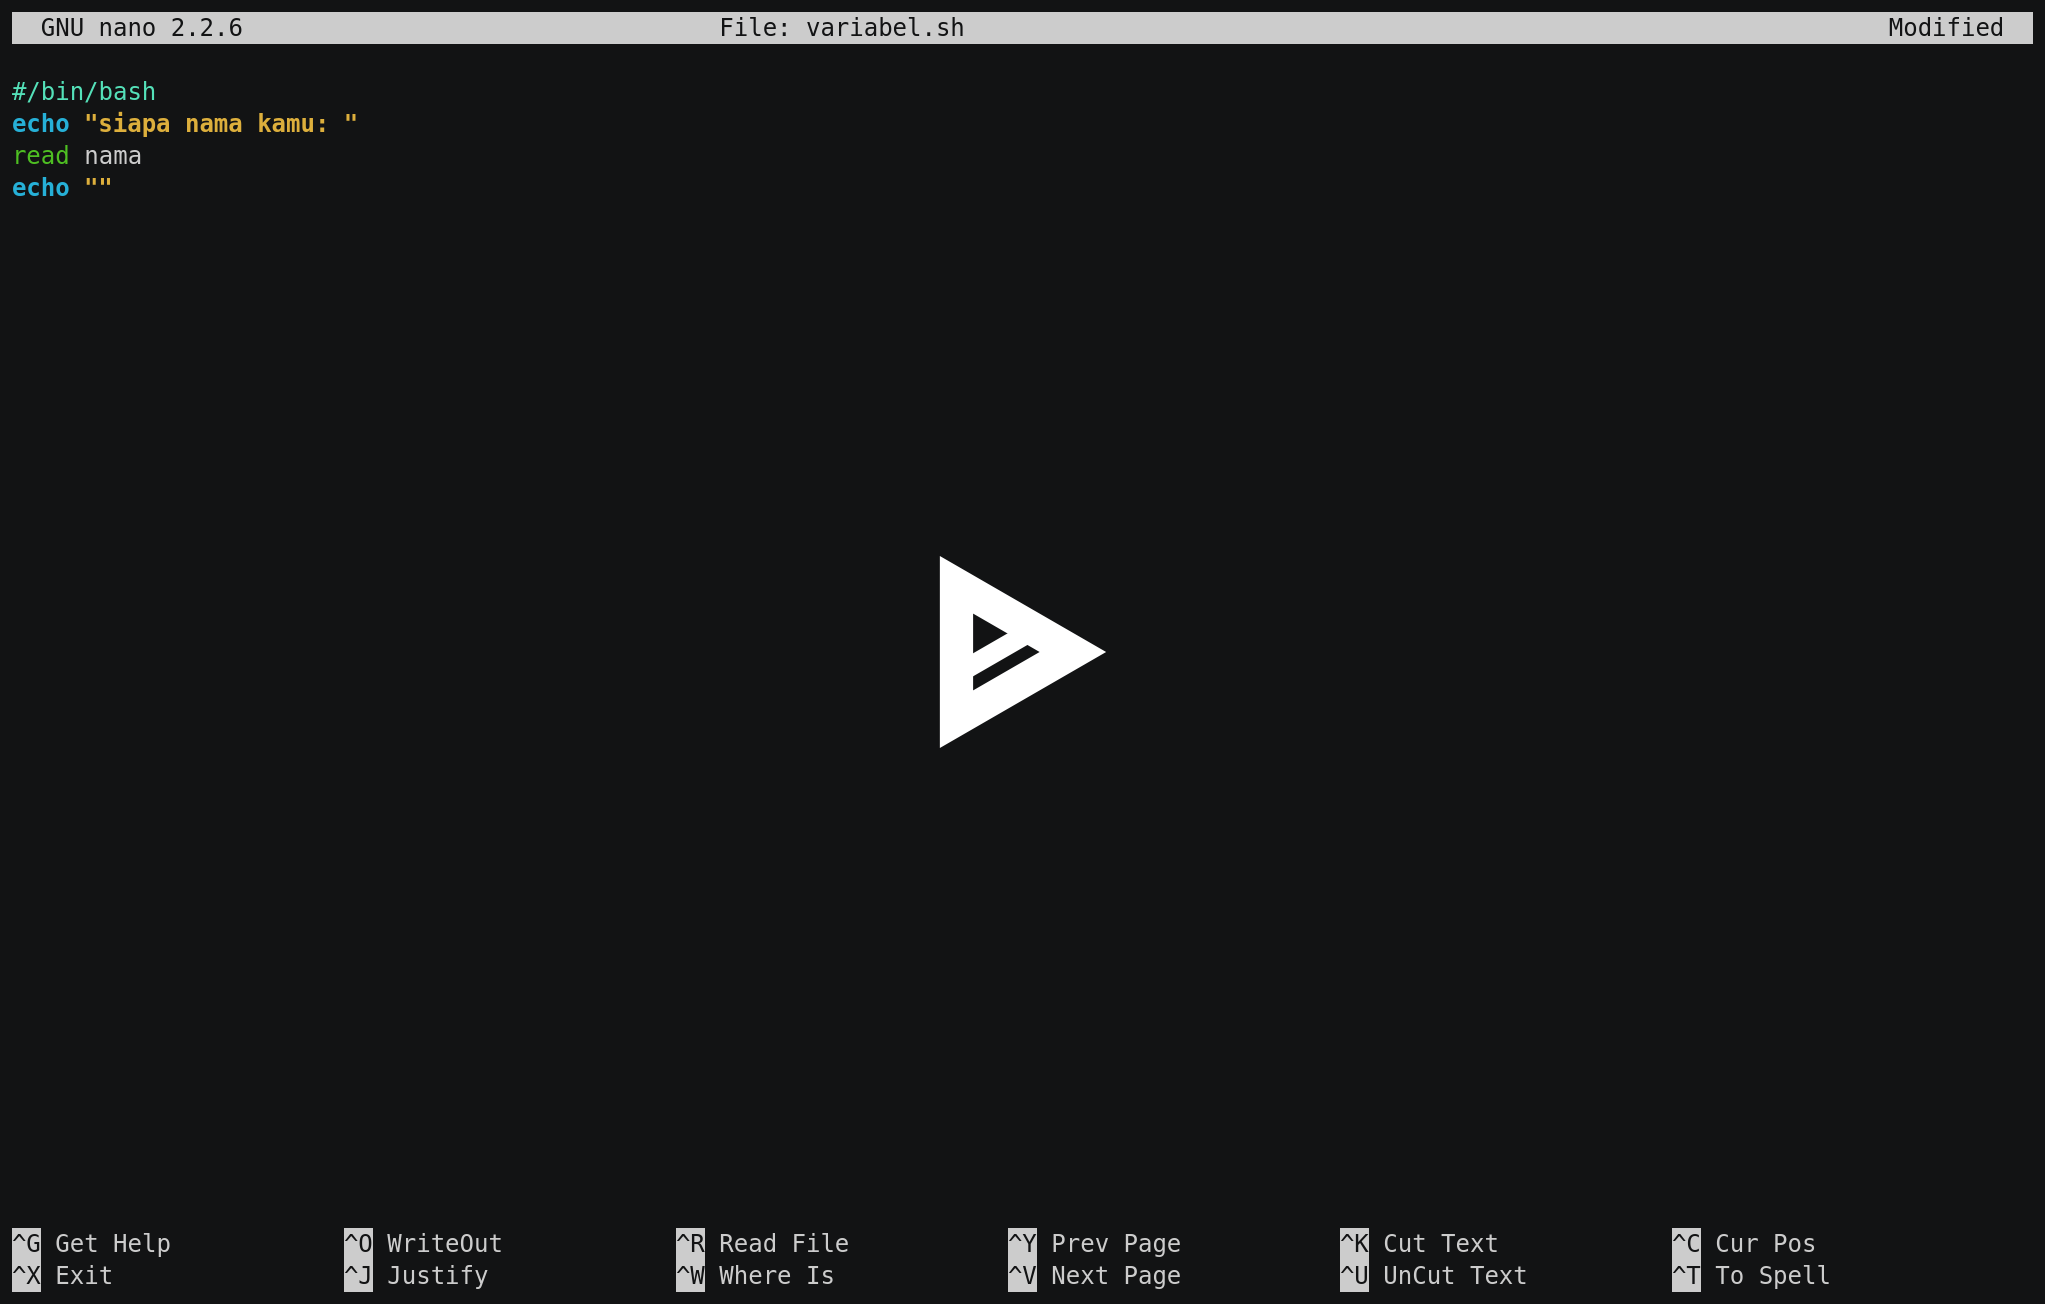 GNU nano 2.2.6 File: variabel.sh Modified
#/bin/bash
echo "siapa nama kamu: "
read nama
echo ""
^G Get Help ^O WriteOut ^R Read File ^Y Prev Page ^K Cut Text ^C Cur Pos
^X Exit ^J Justify ^W Where Is ^V Next Page ^U UnCut Text ^T To Spell